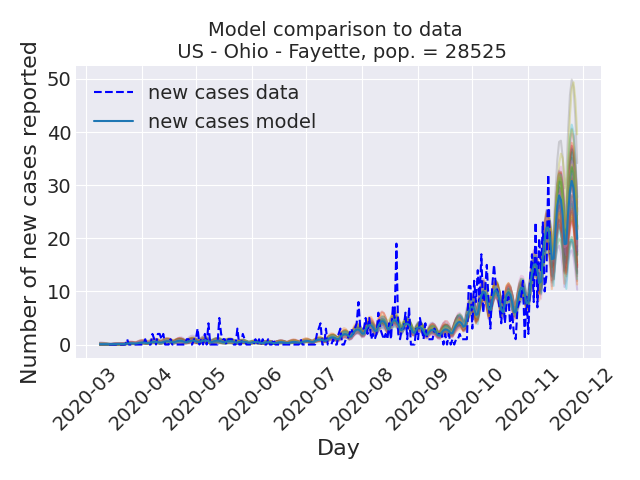 Model comparison to data
US - Ohio - Fayette, pop. = 28525
Number of new cases reported
50
40
30
20
10
0
new cases data
new cases model
2020-03
2020-04
2020-05
2020-06
2020-07
2020-08
2020-09
2020-10
2020-11
2020-12
Day